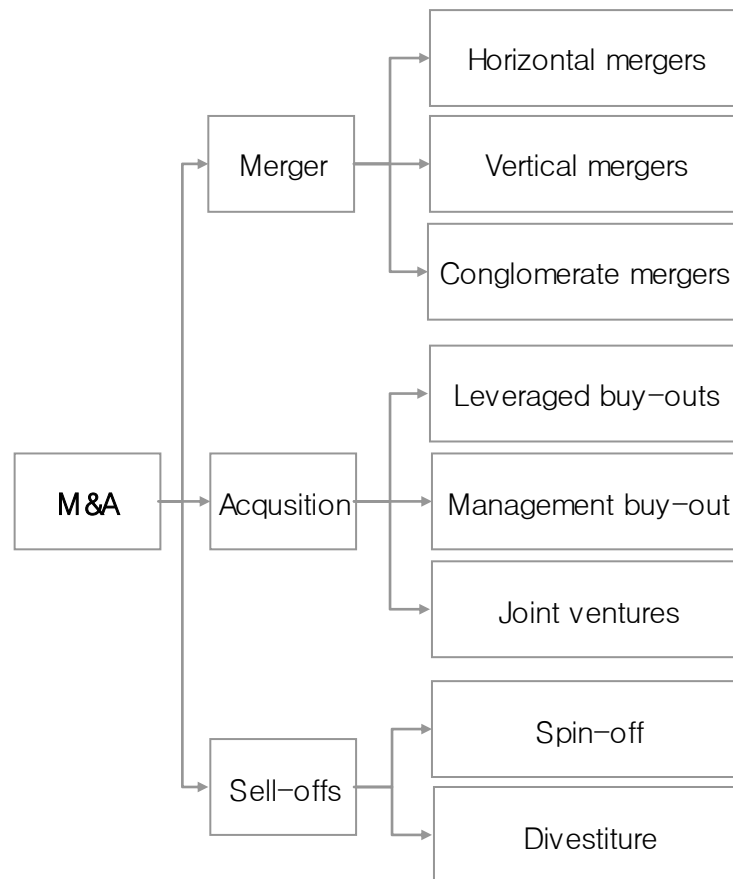 Horizontal mergers
Merger
Vertical mergers
Conglomerate mergers
Leveraged buy-outs
M&A
Acqusition
Management buy-out
Joint ventures
Spin-off
Sell-offs
Divestiture